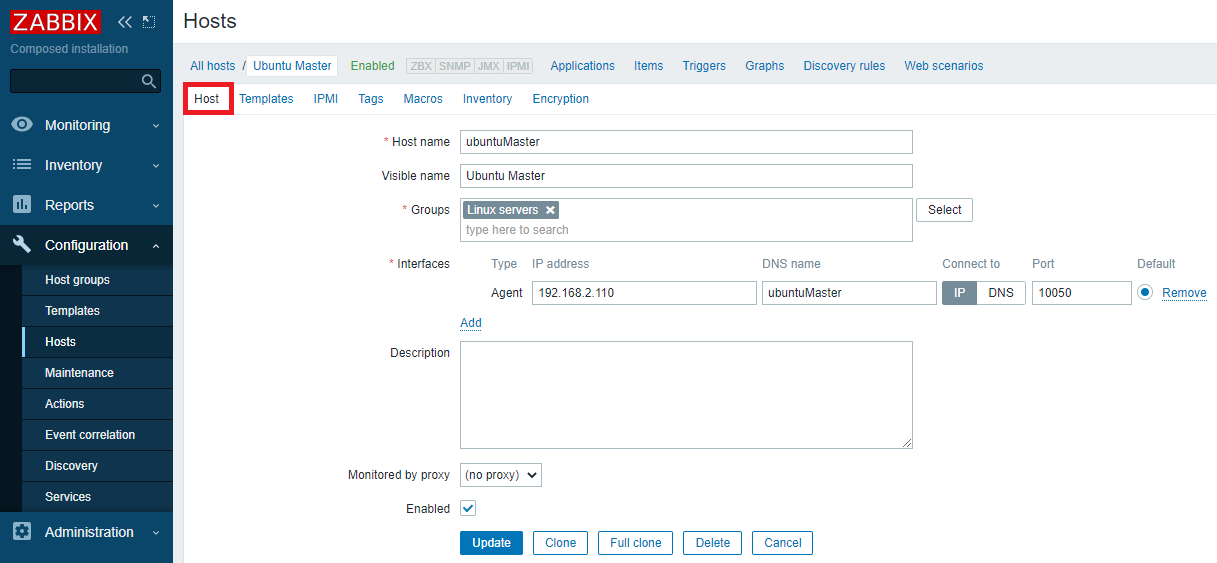 ZABBIX
Composed installation
Monitoring
Inventory
Reports
Configuration
Host groups
Templates
Hosts
Maintenance
Actions
Event correlation
Discovery
Services
Administration
Hosts
All hosts / Ubuntu Master Enabled ZBX SNMP JMX IPMI Applications Items Triggers Graphs Discovery rules Web scenarios
Host Templates IPMI Tags Macros Inventory Encryption
* Host name ubuntuMaster
Visible name Ubuntu Master
* Groups Linux servers Select
type here to search
* Interfaces Type IP address DNS name Connect to Port Default
Agent 192.168.2.110 ubuntuMaster IP DNS 10050 Remove
Add
Description
Monitored by proxy (no proxy)
Enabled
Update Clone Full clone Delete Cancel